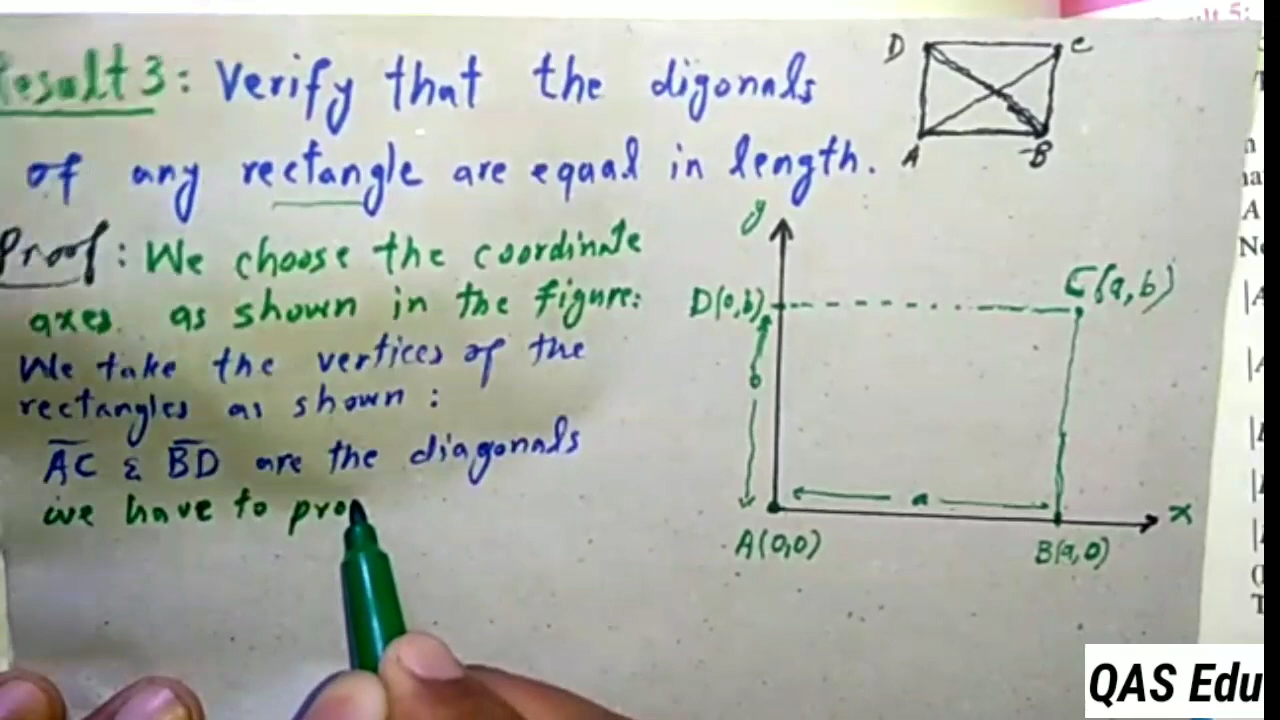 Result 3: Verify that the digonals
of any rectangle are equal in length.
Proof: We choose the coordinate
axes as shown in the figure:
We take the vertices of the
rectangles as shown:
AC & BD are the diagonals
we have to pro
D C
A B
y
D(0,b) C(a,b)
b
a
x
A(0,0) B(a,0)
QAS Edu